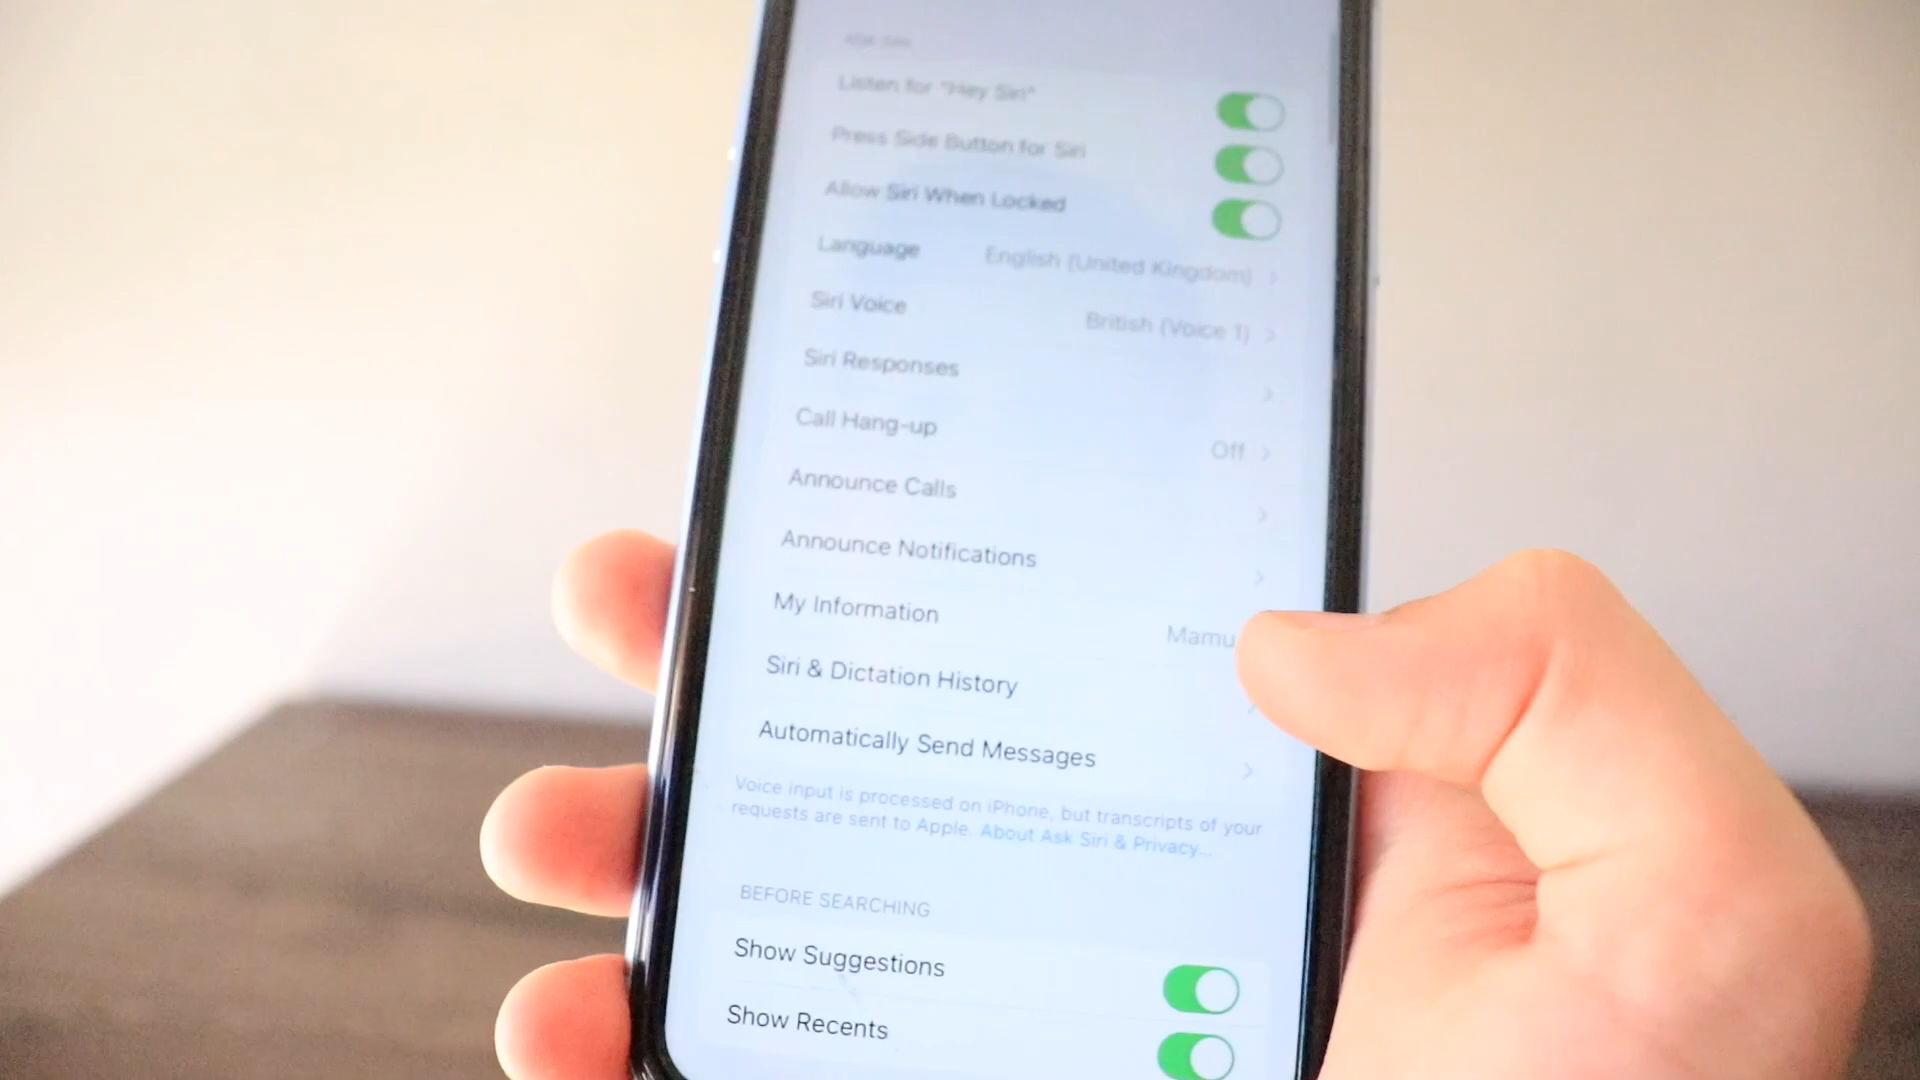 ASK SIRI
Listen for "Hey Siri"
Press Side Button for Siri
Allow Siri When Locked
Language English (United Kingdom)
Siri Voice British (Voice 1)
Siri Responses
Call Hang-up Off
Announce Calls
Announce Notifications
My Information Mamu
Siri & Dictation History
Automatically Send Messages
Voice input is processed on iPhone, but transcripts of your
requests are sent to Apple. About Ask Siri & Privacy...
BEFORE SEARCHING
Show Suggestions
Show Recents